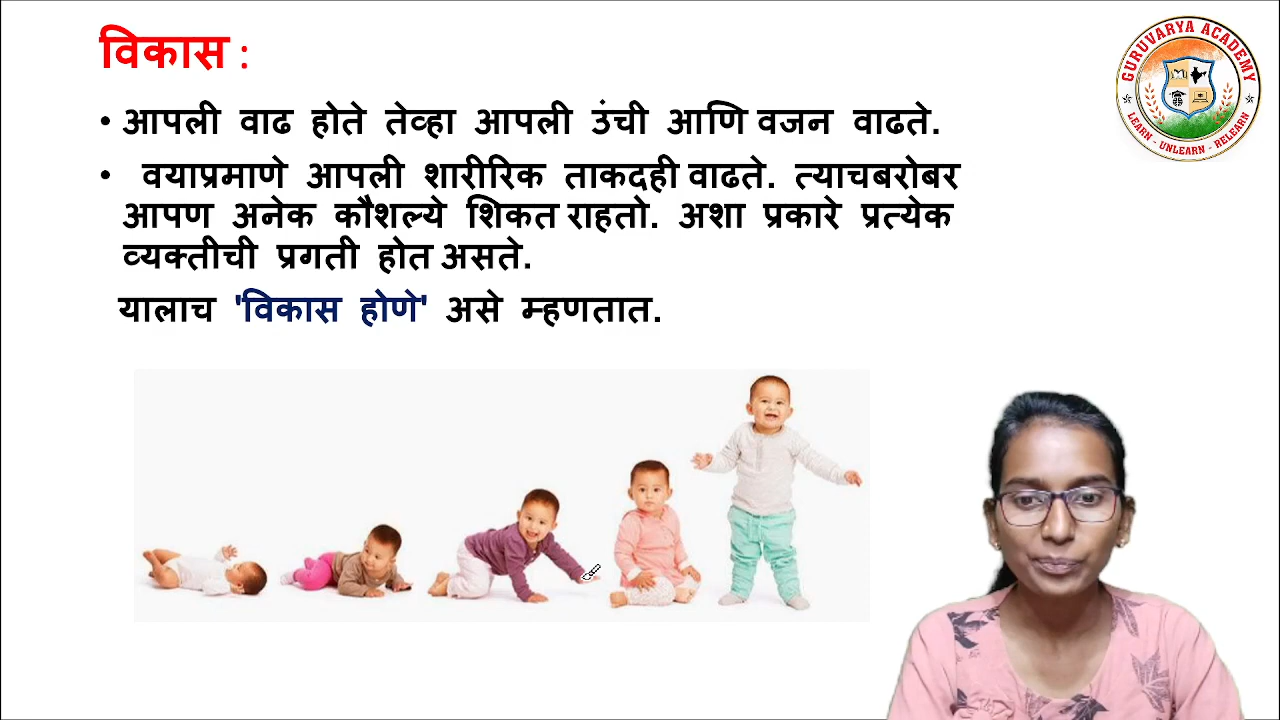 विकास :
• आपली वाढ होते तेव्हा आपली उंची आणि वजन वाढते.
• वयाप्रमाणे आपली शारीरिक ताकदही वाढते. त्याचबरोबर
आपण अनेक कौशल्ये शिकत राहतो. अशा प्रकारे प्रत्येक
व्यक्तीची प्रगती होत असते.
यालाच 'विकास होणे' असे म्हणतात.
GURUVARYA ACADEMY
LEARN - UNLEARN - RELEARN